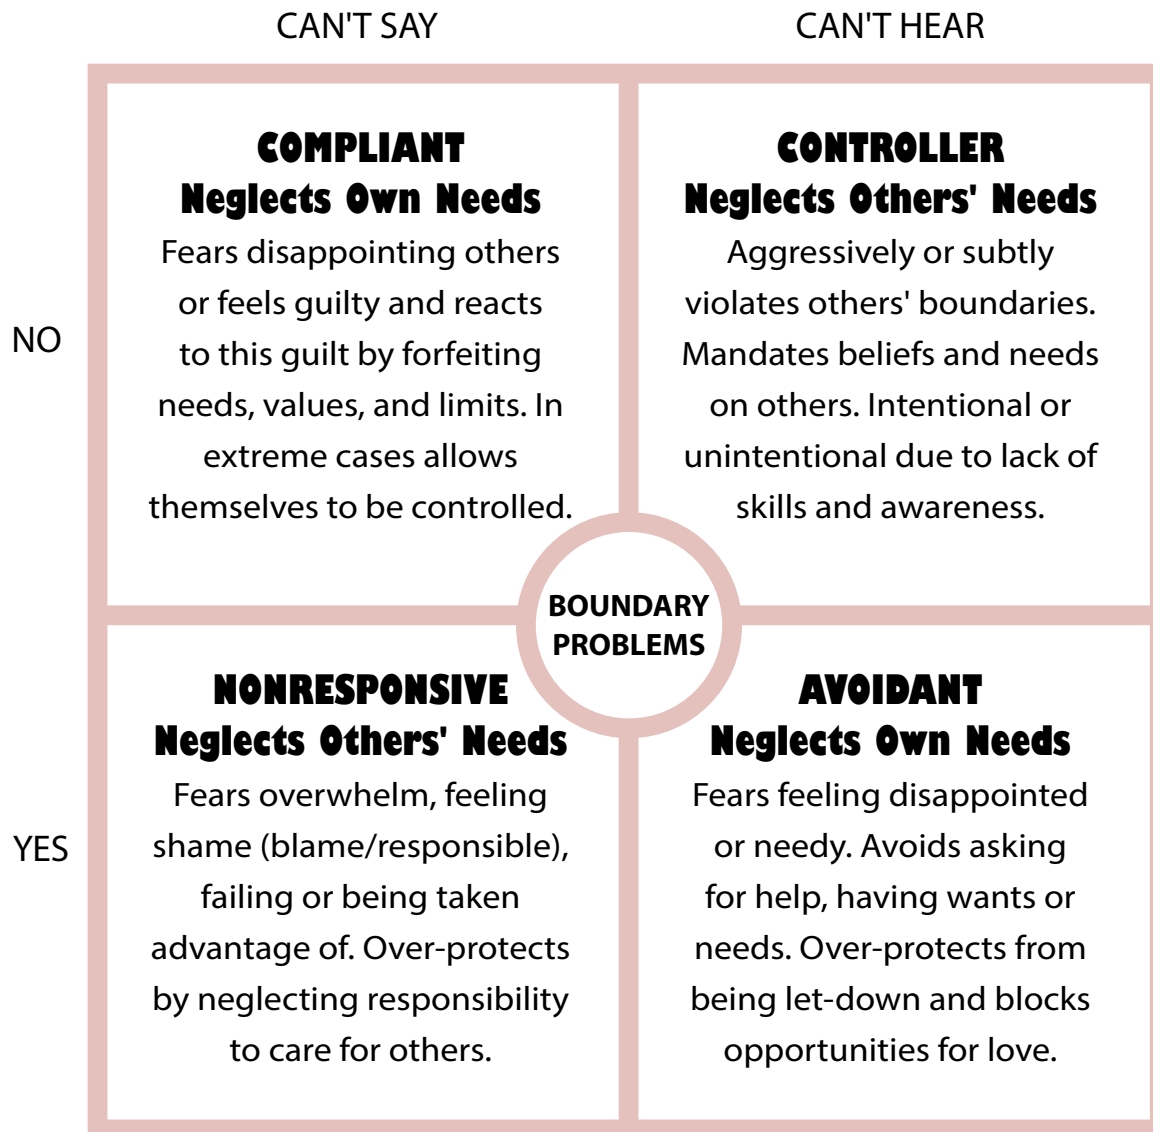 CAN'T SAY
CAN'T HEAR
NO
COMPLIANT
Neglects Own Needs
Fears disappointing others
or feels guilty and reacts
to this guilt by forfeiting
needs, values, and limits. In
extreme cases allows
themselves to be controlled.
CONTROLLER
Neglects Others' Needs
Aggressively or subtly
violates others' boundaries.
Mandates beliefs and needs
on others. Intentional or
unintentional due to lack of
skills and awareness.
BOUNDARY
PROBLEMS
YES
NONRESPONSIVE
Neglects Others' Needs
Fears overwhelm, feeling
shame (blame/responsible),
failing or being taken
advantage of. Over-protects
by neglecting responsibility
to care for others.
AVOIDANT
Neglects Own Needs
Fears feeling disappointed
or needy. Avoids asking
for help, having wants or
needs. Over-protects from
being let-down and blocks
opportunities for love.